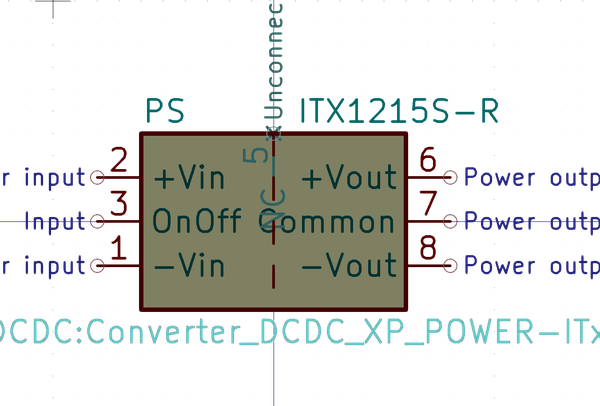 Unconnec
PS
ITX1215S-R
r input
2
+Vin
5
+Vout
6
Power outp
Input
3
OnOff
NC
Common
7
Power outp
r input
1
-Vin
-Vout
8
Power outp
DCDC:Converter_DCDC_XP_POWER-ITx